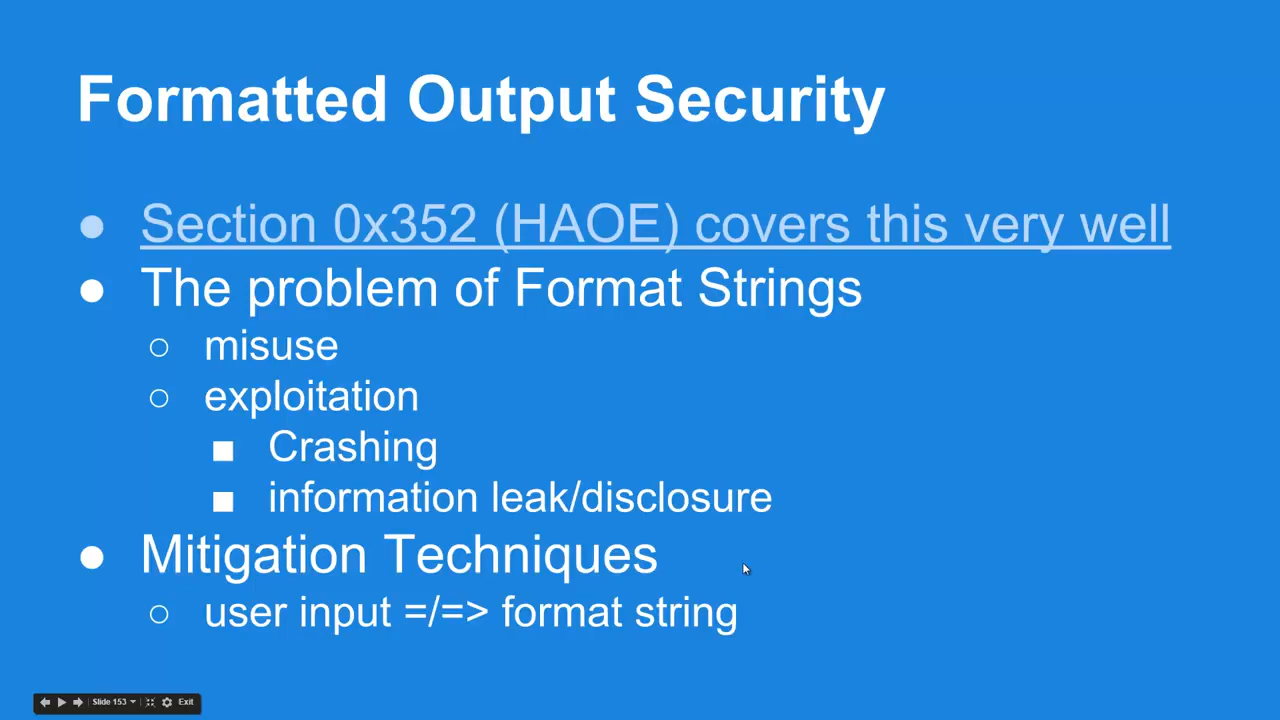 Formatted Output Security
● Section 0x352 (HAOE) covers this very well
● The problem of Format Strings
○ misuse
○ exploitation
■ Crashing
■ information leak/disclosure
● Mitigation Techniques
○ user input =/=> format string
Slide 153 Exit